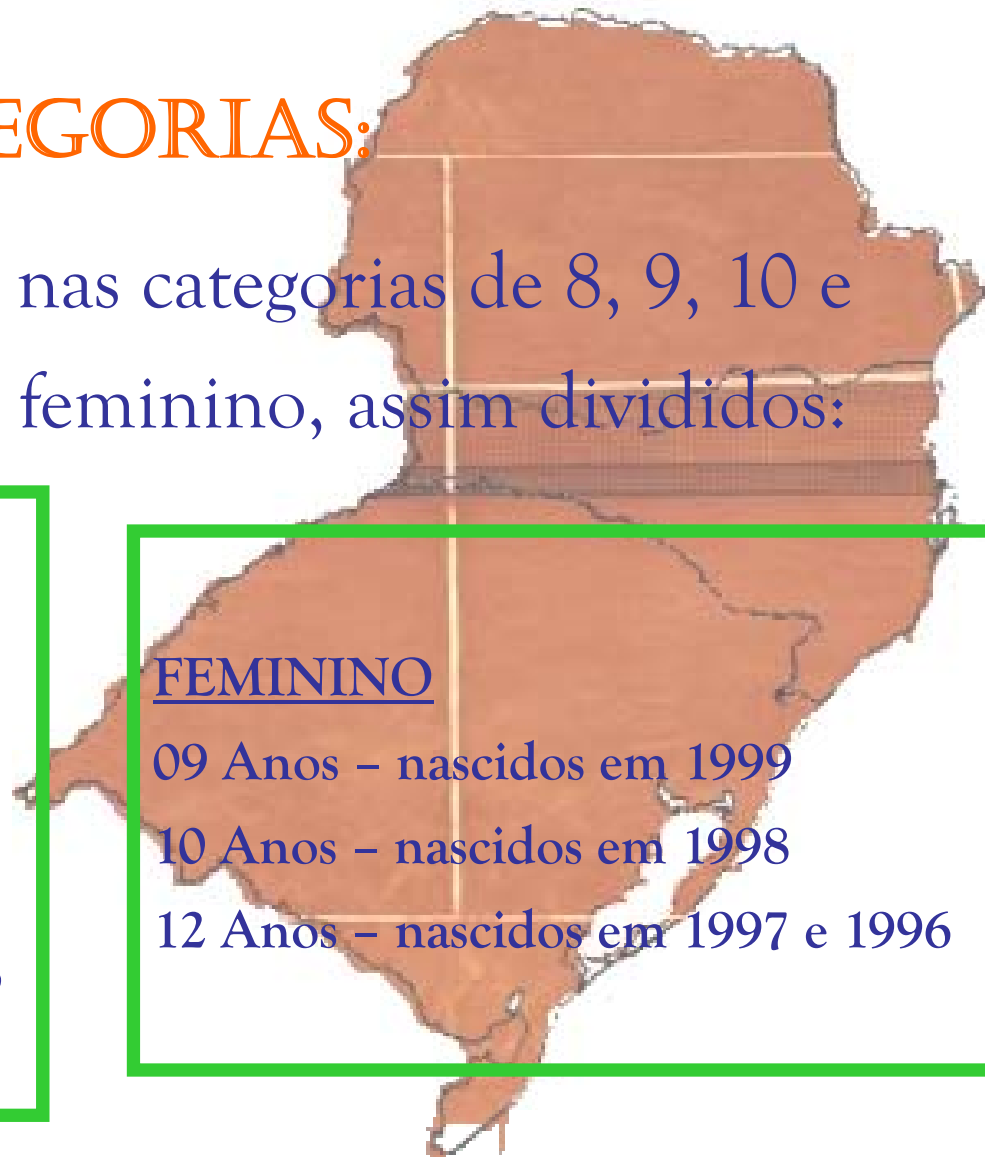 EGORIAS:
nas categorias de 8, 9, 10 e
feminino, assim divididos:
FEMININO
09 Anos – nascidos em 1999
10 Anos – nascidos em 1998
12 Anos – nascidos em 1997 e 1996